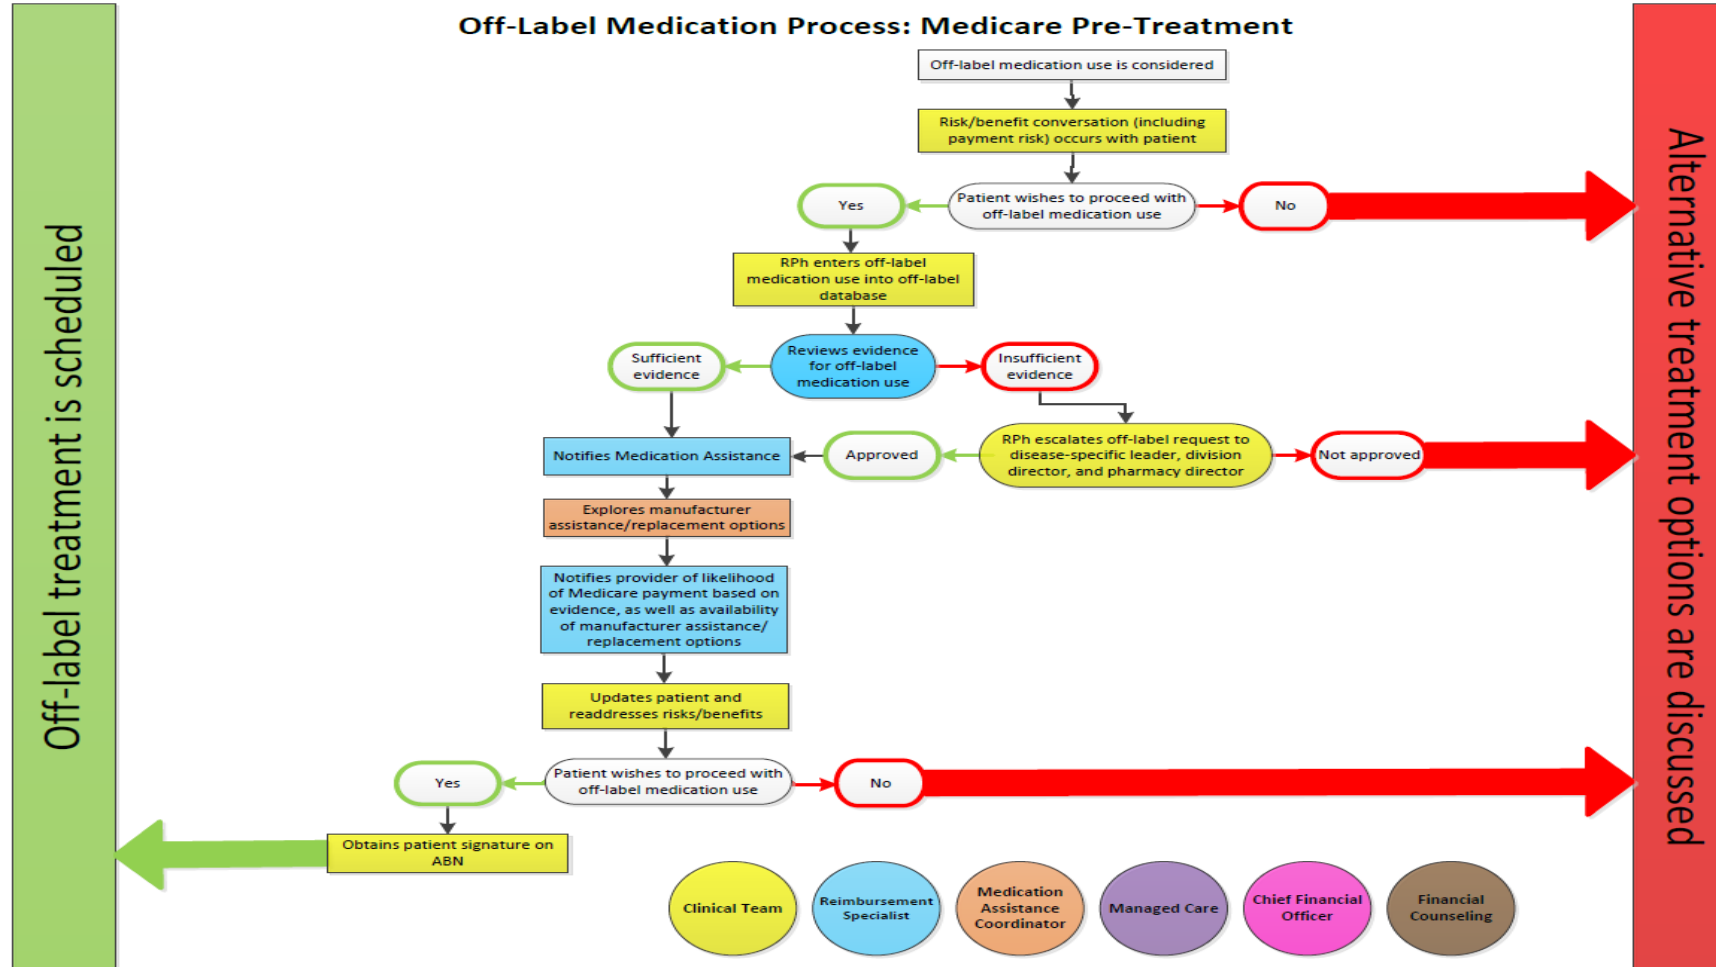 Off-Label Medication Process: Medicare Pre-Treatment
Off-label medication use is considered
Risk/benefit conversation (including
payment risk) occurs with patient
Patient wishes to proceed with
off-label medication use
Yes
No
RPh enters off-label
medication use into off-label
database
Reviews evidence
for off-label
medication use
Sufficient
evidence
Insufficient
evidence
RPh escalates off-label request to
disease-specific leader, division
director, and pharmacy director
Approved
Not approved
Notifies Medication Assistance
Explores manufacturer
assistance/replacement options
Notifies provider of likelihood
of Medicare payment based on
evidence, as well as availability
of manufacturer assistance/
replacement options
Updates patient and
readdresses risks/benefits
Patient wishes to proceed with
off-label medication use
Yes
No
Obtains patient signature on
ABN
Off-label treatment is scheduled
Alternative treatment options are discussed
Clinical Team
Reimbursement
Specialist
Medication
Assistance
Coordinator
Managed Care
Chief Financial
Officer
Financial
Counseling